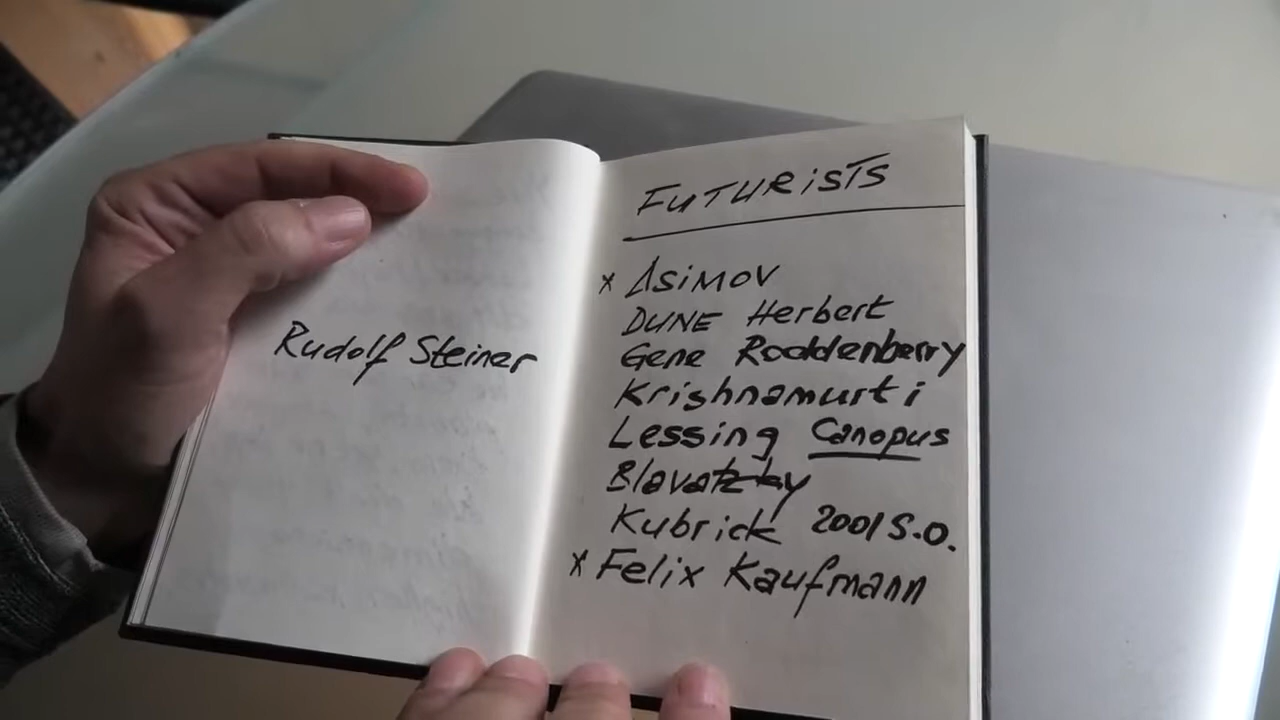 Rudolf Steiner
FUTURiSTS
x ASiMOV
DUNE Herbert
Gene Roddenberry
Krishnamurti
Lessing Canopus
Blavatzky
Kubrick 2001 S.O.
x Felix Kaufmann